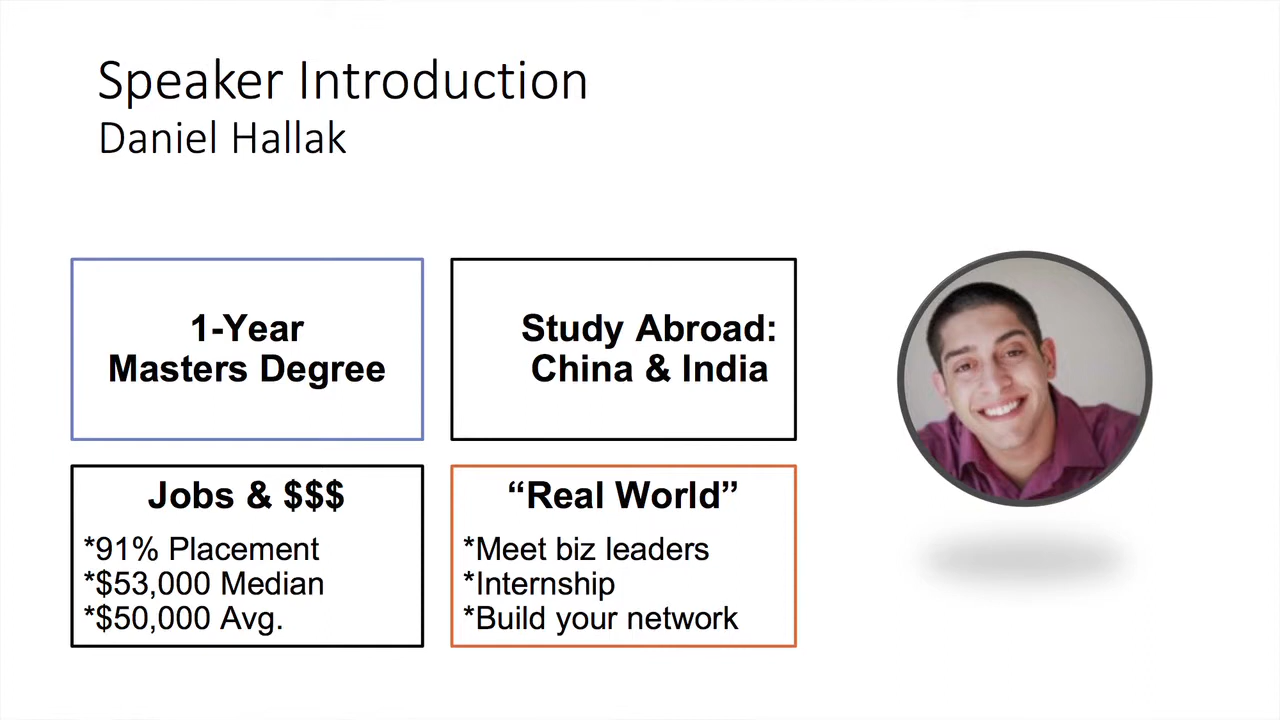 Speaker Introduction
Daniel Hallak
1-Year
Masters Degree
Study Abroad:
China & India
Jobs & $$$
*91% Placement
*$53,000 Median
*$50,000 Avg.
“Real World”
*Meet biz leaders
*Internship
*Build your network